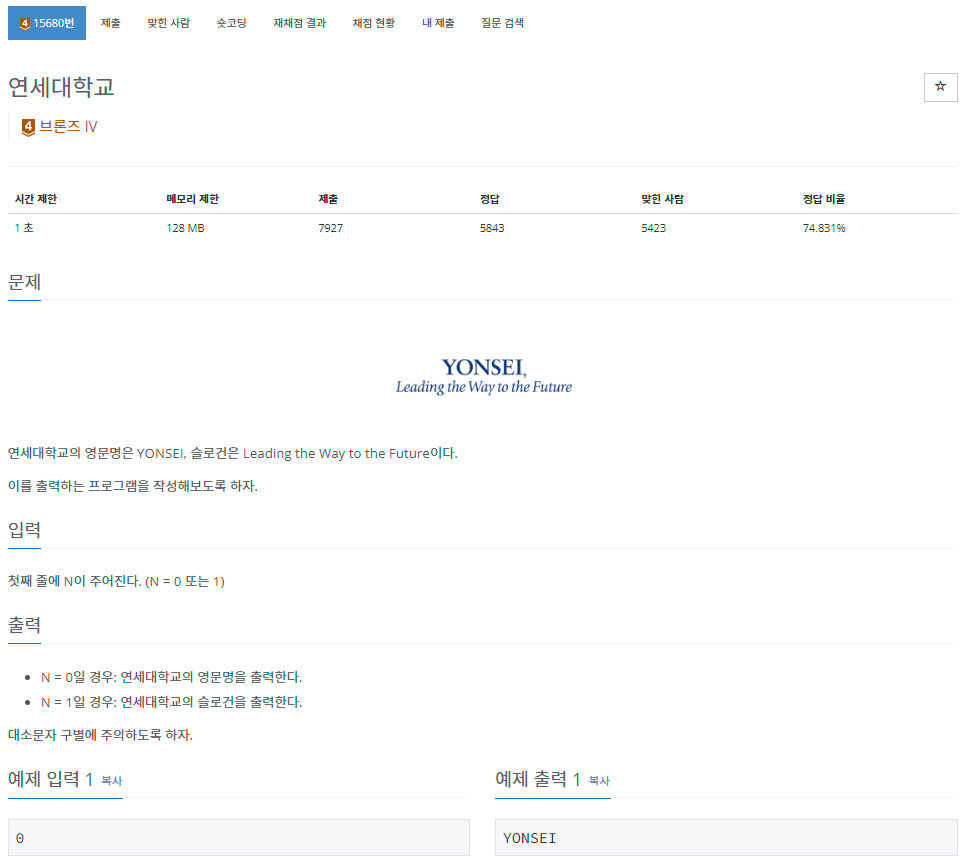 4 15680번 제출 맞힌 사람 숏코딩 재채점 결과 채점 현황 내 제출 질문 검색
연세대학교 ☆
4 브론즈 IV
시간 제한 메모리 제한 제출 정답 맞힌 사람 정답 비율
1 초 128 MB 7927 5843 5423 74.831%
문제
YONSEI,
Leading the Way to the Future
연세대학교의 영문명은 YONSEI, 슬로건은 Leading the Way to the Future이다.
이를 출력하는 프로그램을 작성해보도록 하자.
입력
첫째 줄에 N이 주어진다. (N = 0 또는 1)
출력
• N = 0일 경우: 연세대학교의 영문명을 출력한다.
• N = 1일 경우: 연세대학교의 슬로건을 출력한다.
대소문자 구별에 주의하도록 하자.
예제 입력 1 복사 예제 출력 1 복사
0 YONSEI